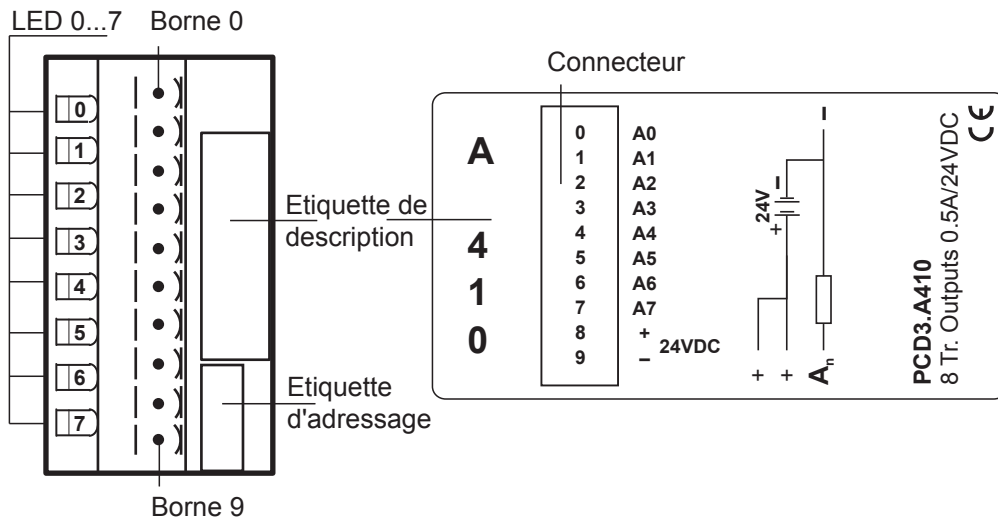 LED 0...7
Borne 0
0
1
2
3
4
5
6
7
Borne 9
Etiquette de
description
Etiquette
d'adressage
Connecteur
A
4
1
0
0 A0
1 A1
2 A2
3 A3
4 A4
5 A5
6 A6
7 A7
8 +
9 –
24VDC
24V
–
+
–
+ + An
PCD3.A410
8 Tr. Outputs 0.5A/24VDC
CE